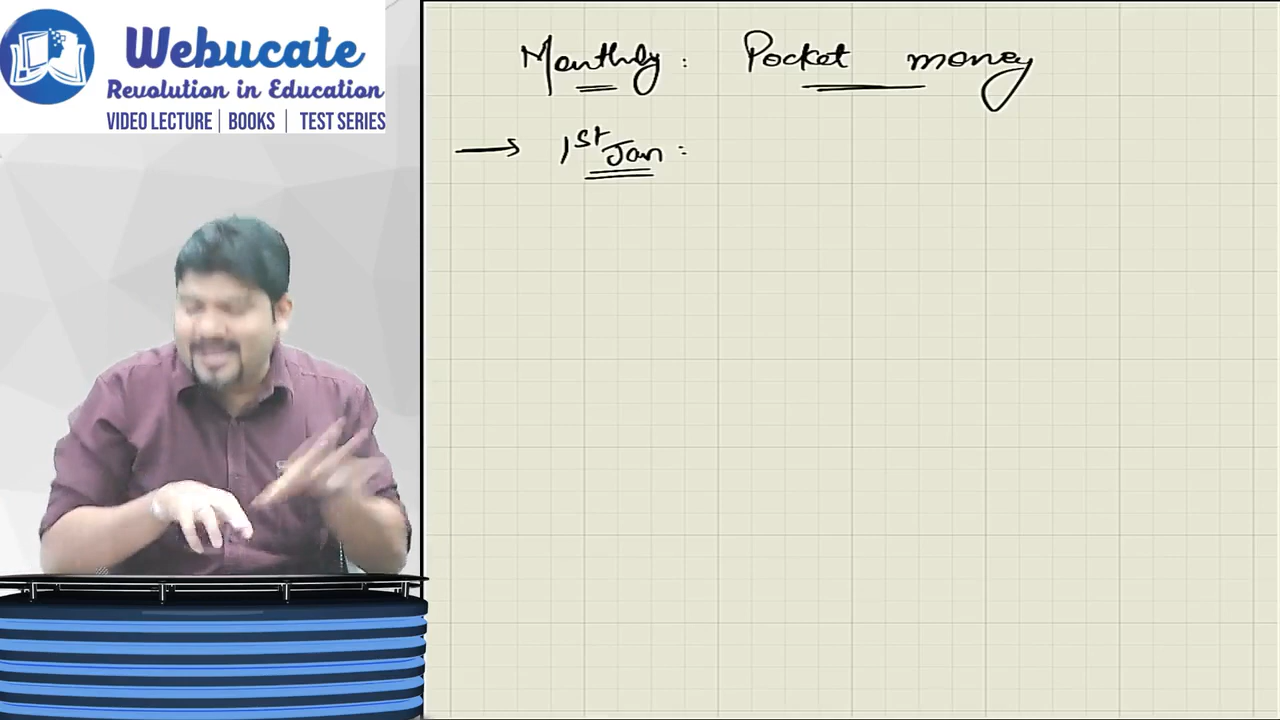 Webucate
Revolution in Education
VIDEO LECTURE | BOOKS | TEST SERIES
Monthly : Pocket money
→ 1st Jan :